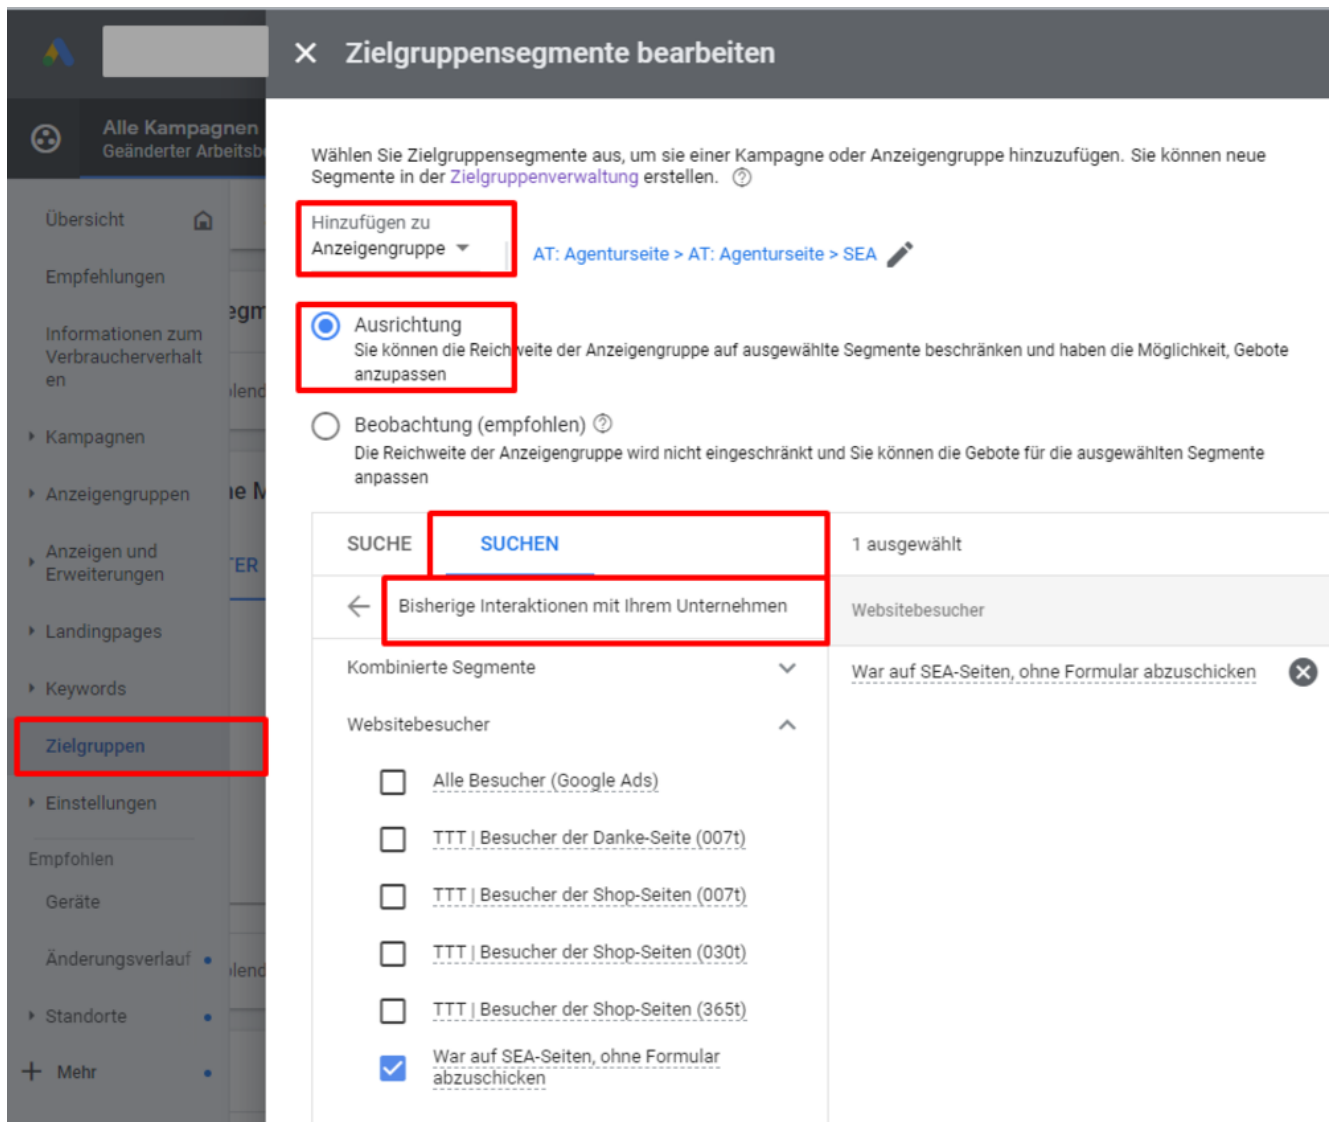 Zielgruppensegmente bearbeiten
Alle Kampagnen
Geänderter Arbeitsb
Übersicht
Empfehlungen
Informationen zum
Verbraucherverhalt
en
Kampagnen
Anzeigengruppen
Anzeigen und
Erweiterungen
Landingpages
Keywords
Zielgruppen
Einstellungen
Empfohlen
Geräte
Änderungsverlauf
Standorte
Mehr
Wählen Sie Zielgruppensegmente aus, um sie einer Kampagne oder Anzeigengruppe hinzuzufügen. Sie können neue
Segmente in der Zielgruppenverwaltung erstellen.
Hinzufügen zu
Anzeigengruppe
AT: Agenturseite > AT: Agenturseite > SEA
Ausrichtung
Sie können die Reichweite der Anzeigengruppe auf ausgewählte Segmente beschränken und haben die Möglichkeit, Gebote
anzupassen
Beobachtung (empfohlen)
Die Reichweite der Anzeigengruppe wird nicht eingeschränkt und Sie können die Gebote für die ausgewählten Segmente
anpassen
SUCHE
SUCHEN
Bisherige Interaktionen mit Ihrem Unternehmen
Kombinierte Segmente
Websitebesucher
Alle Besucher (Google Ads)
TTT | Besucher der Danke-Seite (007t)
TTT | Besucher der Shop-Seiten (007t)
TTT | Besucher der Shop-Seiten (030t)
TTT | Besucher der Shop-Seiten (365t)
War auf SEA-Seiten, ohne Formular
abzuschicken
1 ausgewählt
Websitebesucher
War auf SEA-Seiten, ohne Formular abzuschicken